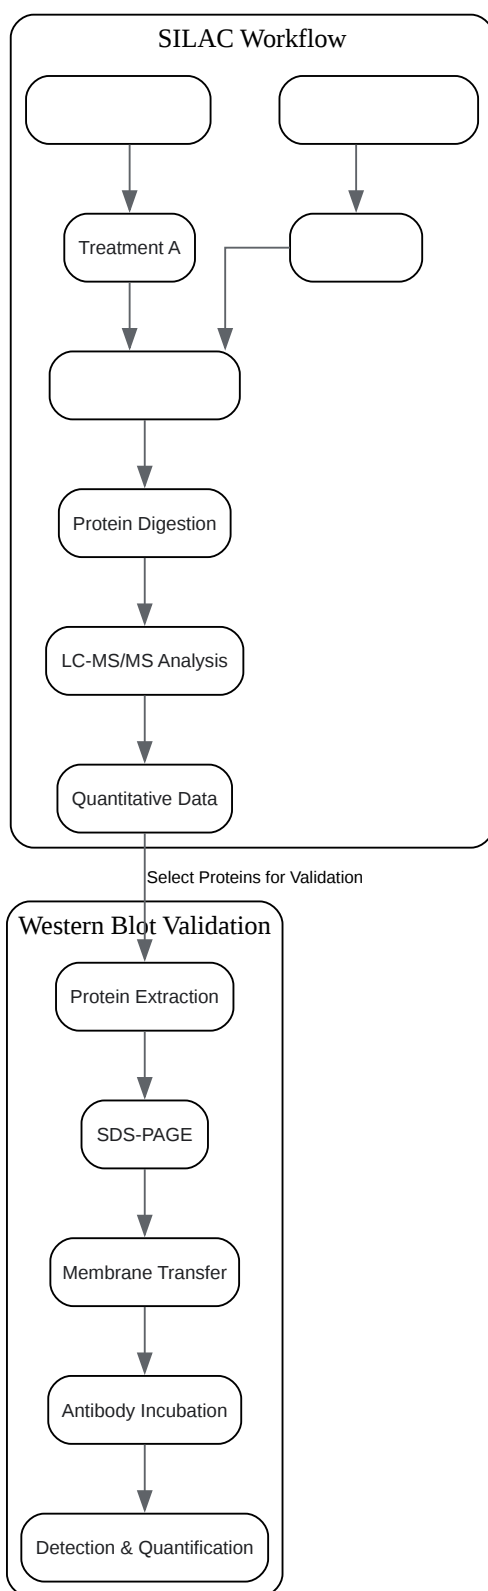 SILAC Workflow
Treatment A
Protein Digestion
LC-MS/MS Analysis
Quantitative Data
Select Proteins for Validation
Western Blot Validation
Protein Extraction
SDS-PAGE
Membrane Transfer
Antibody Incubation
Detection & Quantification